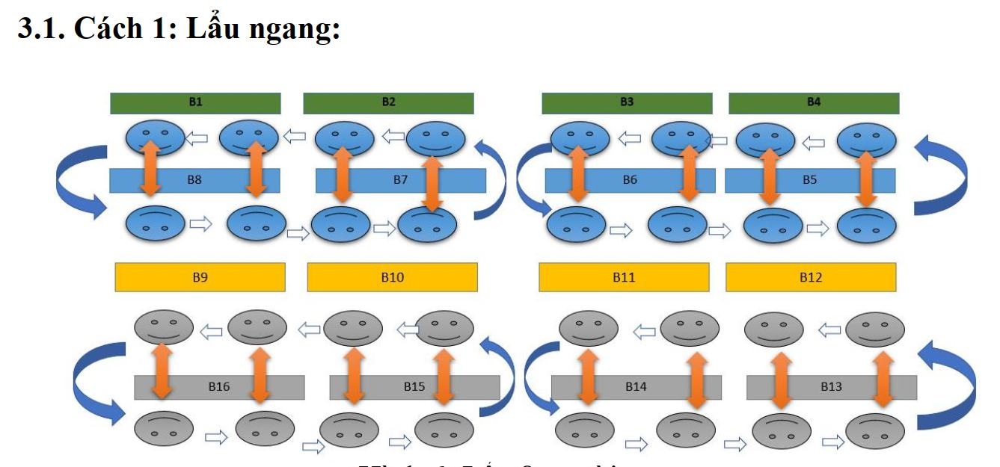 3.1. Cách 1: Lẩu ngang:
B1 B2 B3 B4
B8 B7 B6 B5
B9 B10 B11 B12
B16 B15 B14 B13